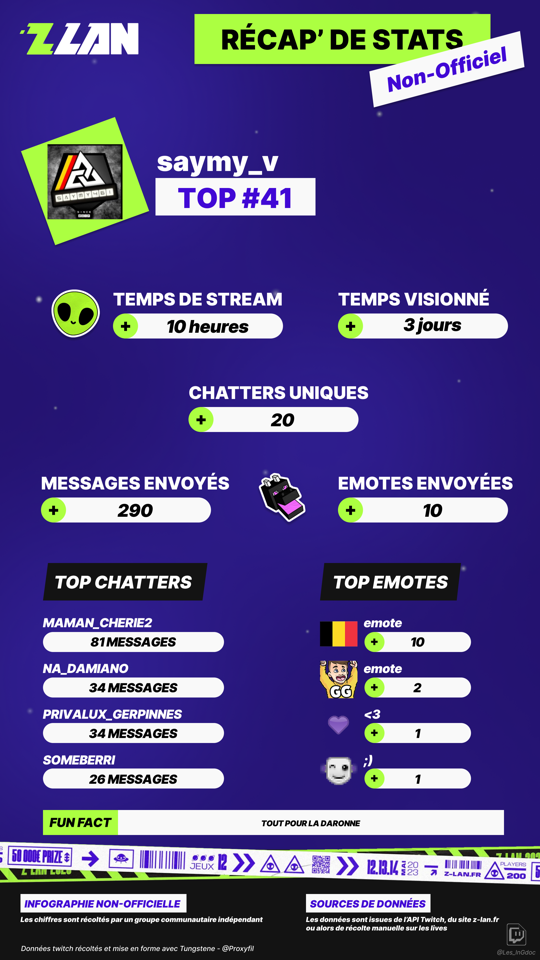 Z LAN
RÉCAP' DE STATS
Non-Officiel
saymy_v
TOP #41
TEMPS DE STREAM
TEMPS VISIONNÉ
+ 10 heures
+ 3 jours
CHATTERS UNIQUES
+ 20
MESSAGES ENVOYÉS
EMOTES ENVOYÉES
+ 290
+ 10
TOP CHATTERS
MAMAN_CHERIE2
81 MESSAGES
NA_DAMIANO
34 MESSAGES
PRIVALUX_GERPINNES
34 MESSAGES
SOMEBERRI
26 MESSAGES
TOP EMOTES
emote
+ 10
emote
GG
+ 2
<3
+ 1
;)
+ 1
FUN FACT
TOUT POUR LA DARONNE
50 000€ PRIZE
JEUX 12
12.13.14 MAI 2023
Z-LAN.FR
PLAYERS 200
INFOGRAPHIE NON-OFFICIELLE
Les chiffres sont récoltés par un groupe communautaire indépendant
SOURCES DE DONNÉES
Les données sont issues de l'API Twitch, du site z-lan.fr
ou alors de récolte manuelle sur les lives
Données twitch récoltés et mise en forme avec Tungstene - @Proxyfil
@Les_InGdoc